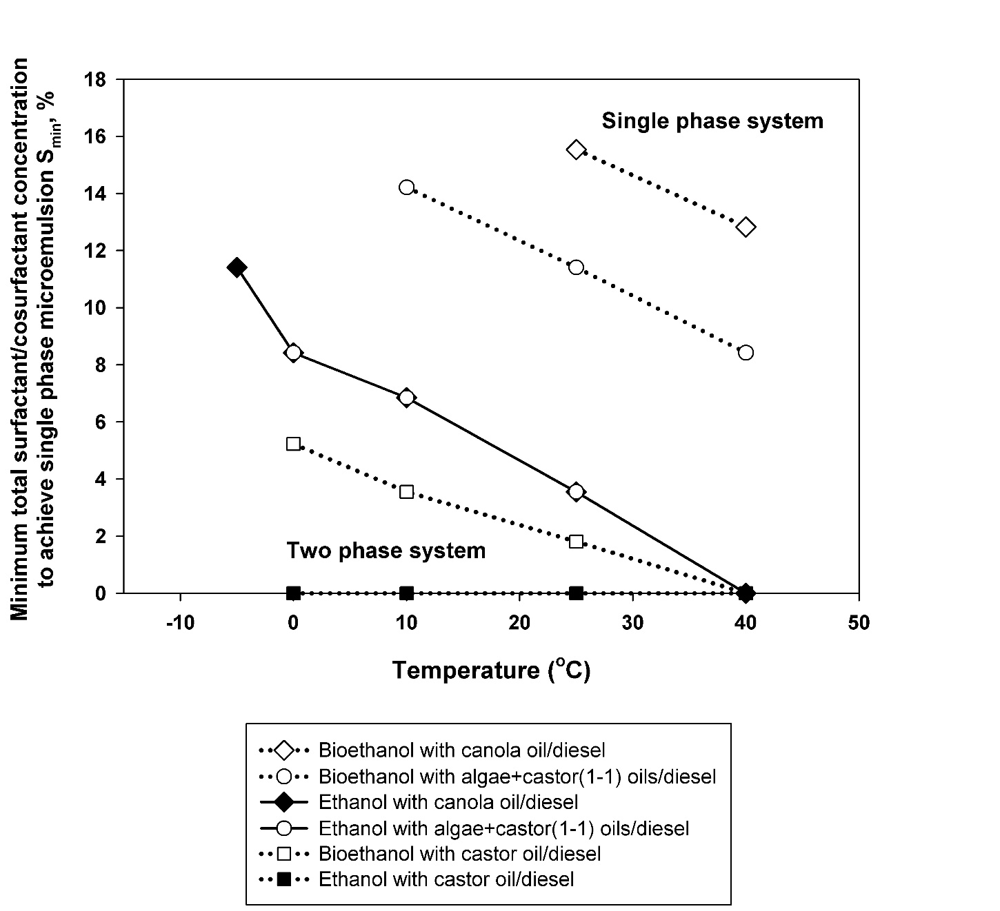 Minimum total surfactant/cosurfactant concentration
to achieve single phase microemulsion Smin, %
18
16
14
12
10
8
6
4
2
0
Single phase system
Two phase system
-10 0 10 20 30 40 50
Temperature (oC)
Bioethanol with canola oil/diesel
Bioethanol with algae+castor(1-1) oils/diesel
Ethanol with canola oil/diesel
Ethanol with algae+castor(1-1) oils/diesel
Bioethanol with castor oil/diesel
Ethanol with castor oil/diesel